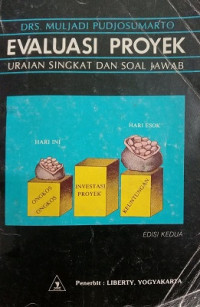 DRS. MULJADI PUDJOSUMARTO
EVALUASI PROYEK
URAIAN SINGKAT DAN SOAL JAWAB
HARI ESOK
HARI INI
ONGKOS
ONGKOS
INVESTASI
PROYEK
KEUNTUNGAN
EDISI KEDUA
Penerbit : LIBERTY, YOGYAKARTA